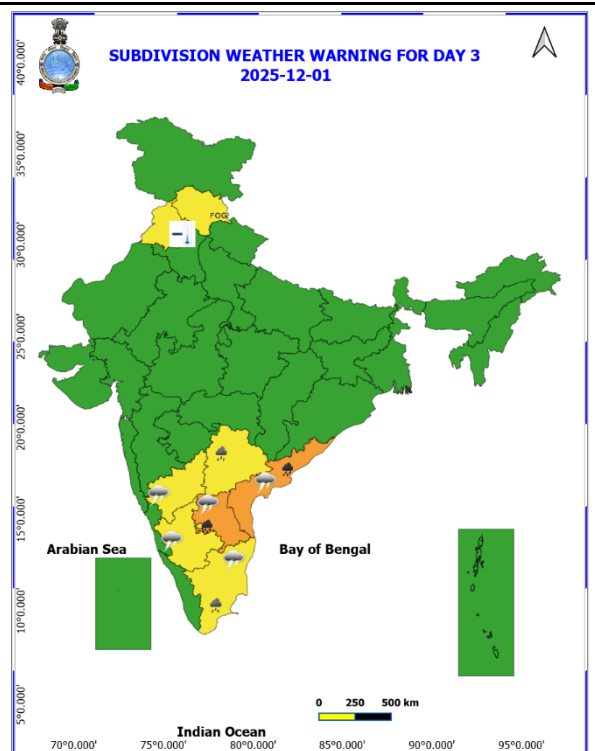 SUBDIVISION WEATHER WARNING FOR DAY 3
2025-12-01
40°0.000'
35°0.000'
30°0.000'
25°0.000'
20°0.000'
15°0.000'
10°0.000'
5°0.000'
FOG
Arabian Sea
Bay of Bengal
0 250 500 km
Indian Ocean
70°0.000' 75°0.000' 80°0.000' 85°0.000' 90°0.000' 95°0.000'